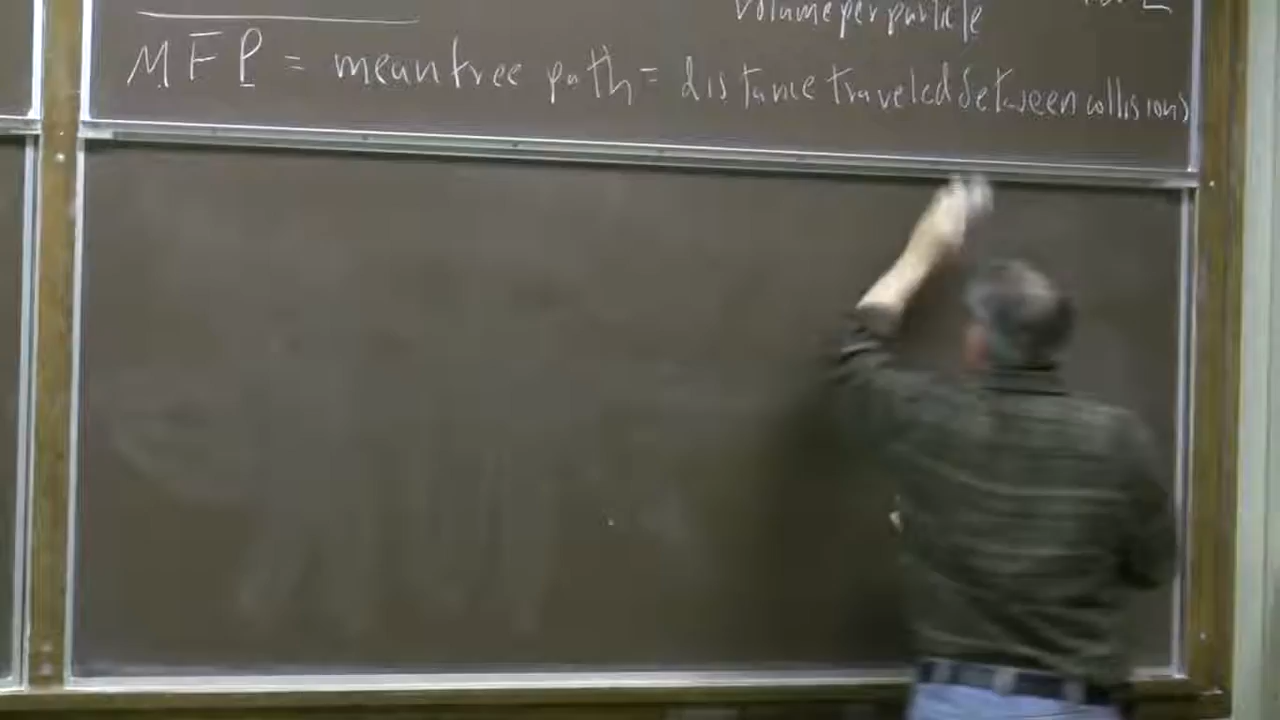 volume per particle
MFP = mean free path = distance traveled between collisions